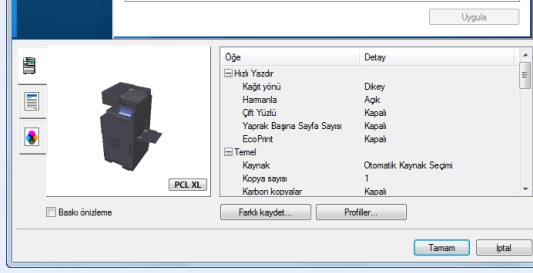 Uygula
Öğe Detay
Hızlı Yazdır
Kağıt yönü Dikey
Harmanla Açık
Çift Yüzlü Kapalı
Yaprak Başına Sayfa Sayısı Kapalı
EcoPrint Kapalı
Temel
Kaynak Otomatik Kaynak Seçimi
Kopya sayısı 1
Karbon kopyalar Kapalı
PCL XL
Baskı önizleme Farklı kaydet... Profiller...
Tamam İptal